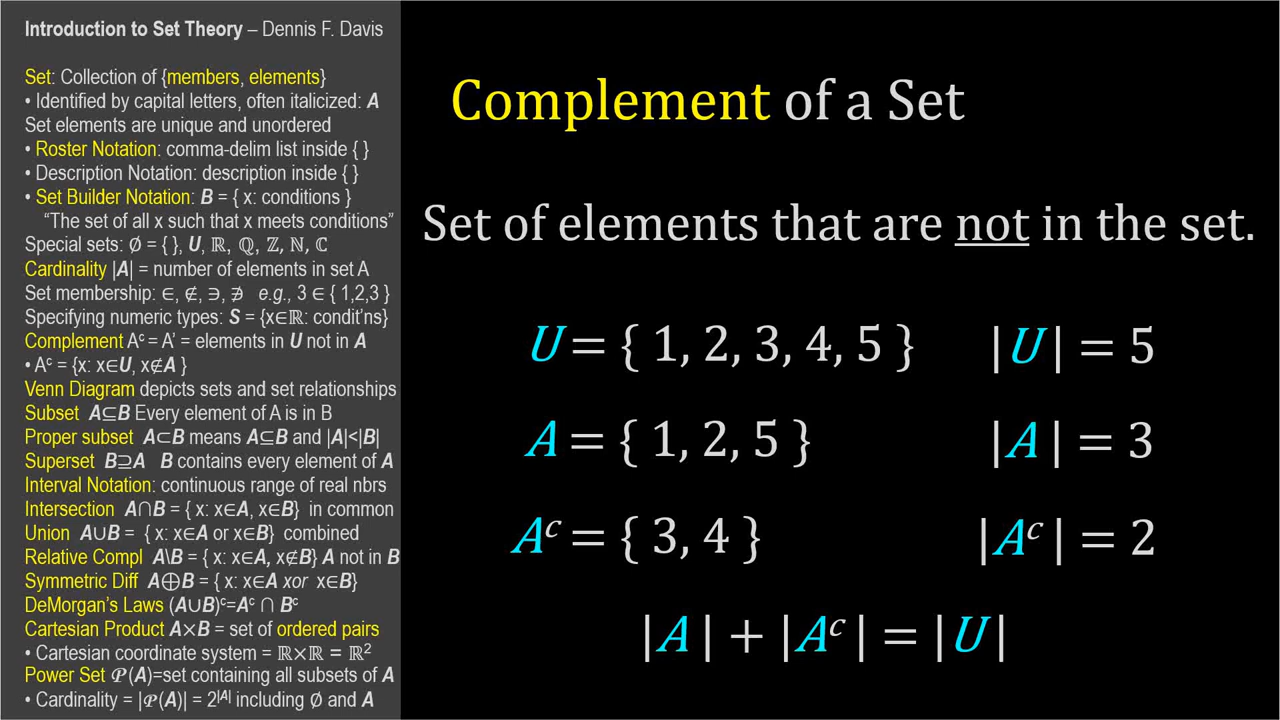 Introduction to Set Theory – Dennis F. Davis
Set: Collection of {members, elements}
• Identified by capital letters, often italicized: A
Set elements are unique and unordered
• Roster Notation: comma-delim list inside { }
• Description Notation: description inside { }
• Set Builder Notation: B = { x: conditions }
“The set of all x such that x meets conditions”
Special sets: ∅ = { }, U, ℝ, ℚ, ℤ, ℕ, ℂ
Cardinality |A| = number of elements in set A
Set membership: ∈, ∉, ∋, ∌ e.g., 3 ∈ { 1,2,3 }
Specifying numeric types: S = {x∈ℝ: condit'ns}
Complement Aᶜ = A' = elements in U not in A
• Aᶜ = {x: x∈U, x∉A }
Venn Diagram depicts sets and set relationships
Subset A⊆B Every element of A is in B
Proper subset A⊂B means A⊆B and |A|<|B|
Superset B⊇A B contains every element of A
Interval Notation: continuous range of real nbrs
Intersection A∩B = { x: x∈A, x∈B} in common
Union A∪B = { x: x∈A or x∈B} combined
Relative Compl A\B = { x: x∈A, x∉B} A not in B
Symmetric Diff A⊕B = { x: x∈A xor x∈B}
DeMorgan's Laws (A∪B)ᶜ=Aᶜ ∩ Bᶜ
Cartesian Product A×B = set of ordered pairs
• Cartesian coordinate system = ℝ×ℝ = ℝ²
Power Set 𝒫(A)=set containing all subsets of A
• Cardinality = |𝒫(A)| = 2^|A| including ∅ and A
Complement of a Set
Set of elements that are not in the set.
U = { 1, 2, 3, 4, 5 } |U| = 5
A = { 1, 2, 5 } |A| = 3
Aᶜ = { 3, 4 } |Aᶜ| = 2
|A| + |Aᶜ| = |U|